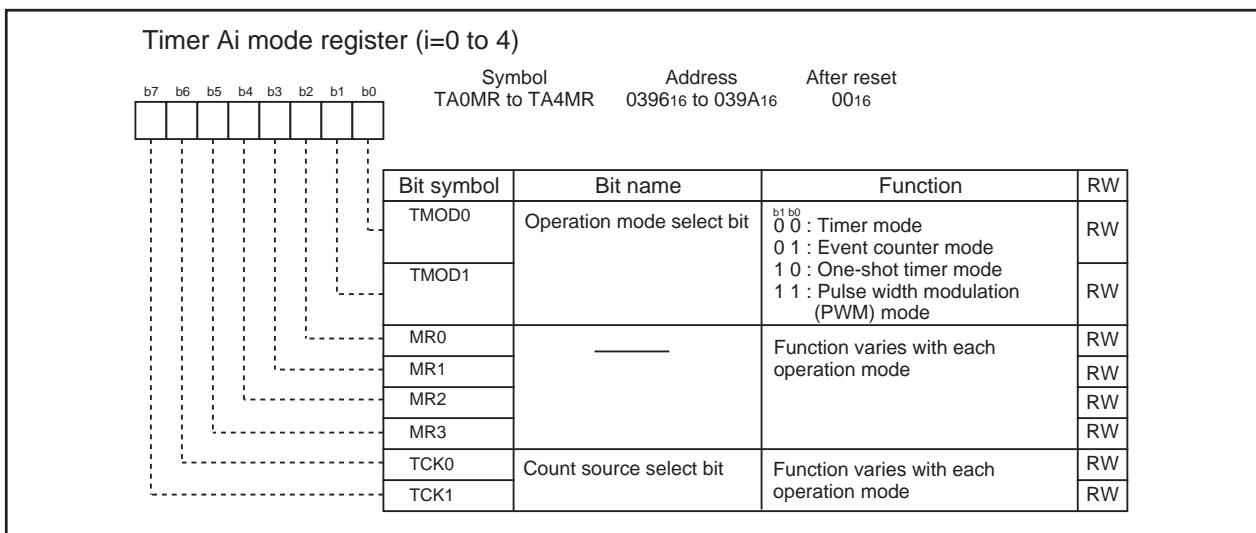 Timer Ai mode register (i=0 to 4)
Symbol Address After reset
TA0MR to TA4MR 039616 to 039A16 0016
b7 b6 b5 b4 b3 b2 b1 b0
Bit symbol Bit name Function RW
TMOD0 Operation mode select bit b1 b0
0 0 : Timer mode RW
0 1 : Event counter mode
TMOD1 1 0 : One-shot timer mode
1 1 : Pulse width modulation RW
(PWM) mode
MR0 Function varies with each RW
MR1 operation mode RW
MR2 RW
MR3 RW
TCK0 Count source select bit Function varies with each RW
TCK1 operation mode RW